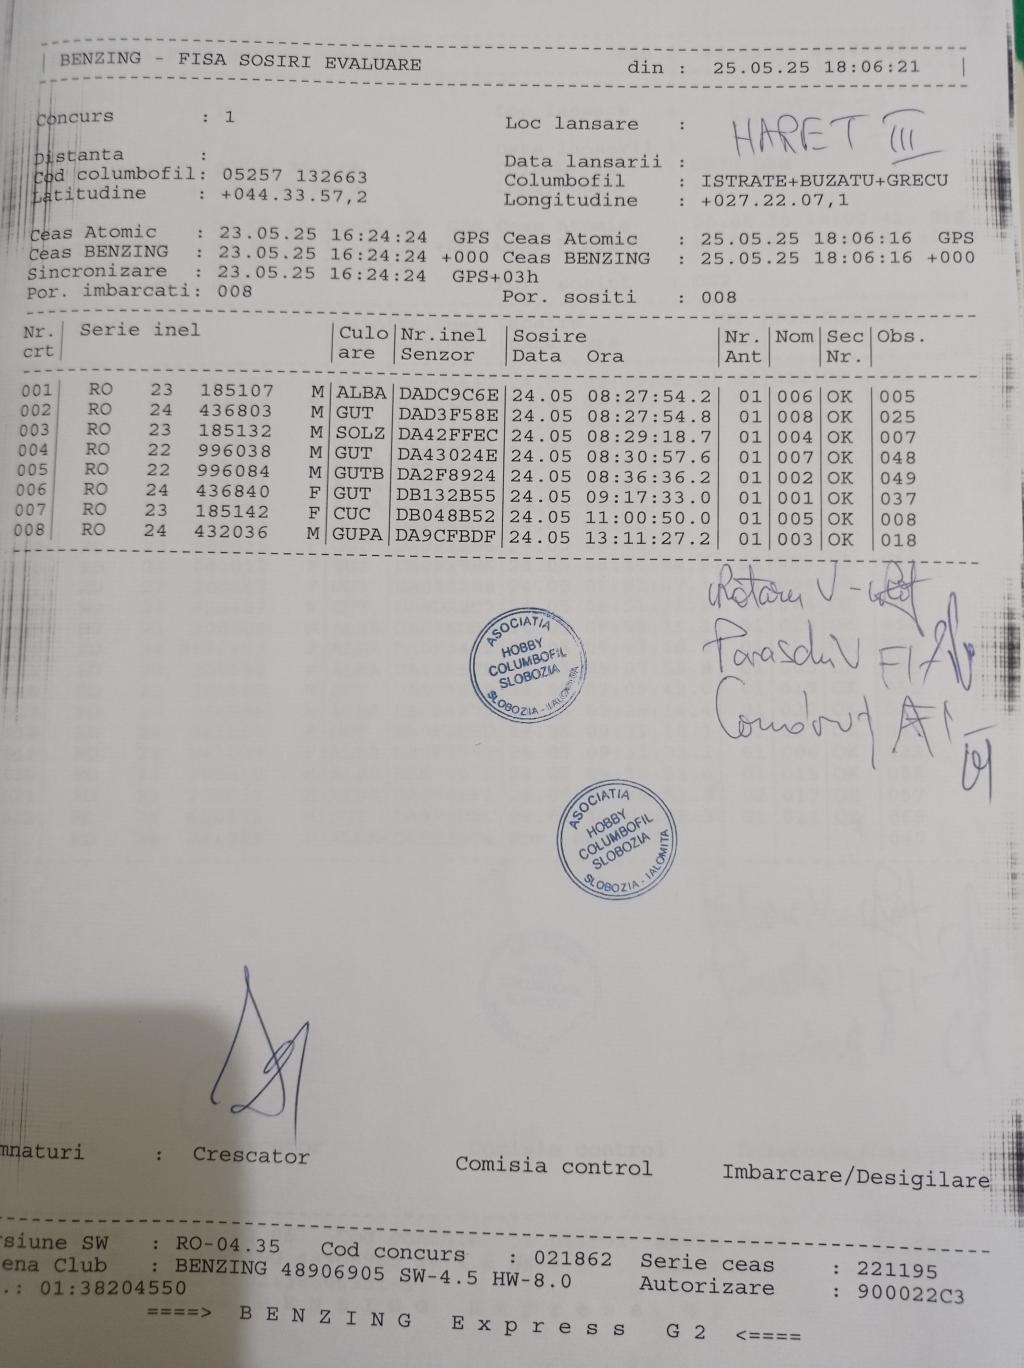 BENZING - FISA SOSIRI EVALUARE din : 25.05.25 18:06:21
Concurs : 1 Loc lansare : HARET III
Distanta : Data lansarii :
Cod columbofil: 05257 132663 Columbofil : ISTRATE+BUZATU+GRECU
Latitudine : +044.33.57,2 Longitudine : +027.22.07,1
Ceas Atomic : 23.05.25 16:24:24 GPS Ceas Atomic : 25.05.25 18:06:16 GPS
Ceas BENZING : 23.05.25 16:24:24 +000 Ceas BENZING : 25.05.25 18:06:16 +000
Sincronizare : 23.05.25 16:24:24 GPS+03h
Por. imbarcati: 008 Por. sositi : 008
Nr. Serie inel Culo Nr.inel Sosire Nr. Nom Sec Obs.
crt are Senzor Data Ora Ant Nr.
001 RO 23 185107 M ALBA DADC9C6E 24.05 08:27:54.2 01 006 OK 005
002 RO 24 436803 M GUT DAD3F58E 24.05 08:27:54.8 01 008 OK 025
003 RO 23 185132 M SOLZ DA42FFEC 24.05 08:29:18.7 01 004 OK 007
004 RO 22 996038 M GUT DA43024E 24.05 08:30:57.6 01 007 OK 048
005 RO 22 996084 M GUTB DA2F8924 24.05 08:36:36.2 01 002 OK 049
006 RO 24 436840 F GUT DB132B55 24.05 09:17:33.0 01 001 OK 037
007 RO 23 185142 F CUC DB048B52 24.05 11:00:50.0 01 005 OK 008
008 RO 24 432036 M GUPA DA9CFBDF 24.05 13:11:27.2 01 003 OK 018
ASOCIATIA
HOBBY
COLUMBOFIL
SLOBOZIA
SLOBOZIA - IALOMITA
ASOCIATIA
HOBBY
COLUMBOFIL
SLOBOZIA
SLOBOZIA - IALOMITA
mnaturi : Crescator Comisia control Imbarcare/Desigilare
rsiune SW : RO-04.35 Cod concurs : 021862 Serie ceas : 221195
ena Club : BENZING 48906905 SW-4.5 HW-8.0 Autorizare : 900022C3
.: 01:38204550
====> B E N Z I N G E x p r e s s G 2 <====